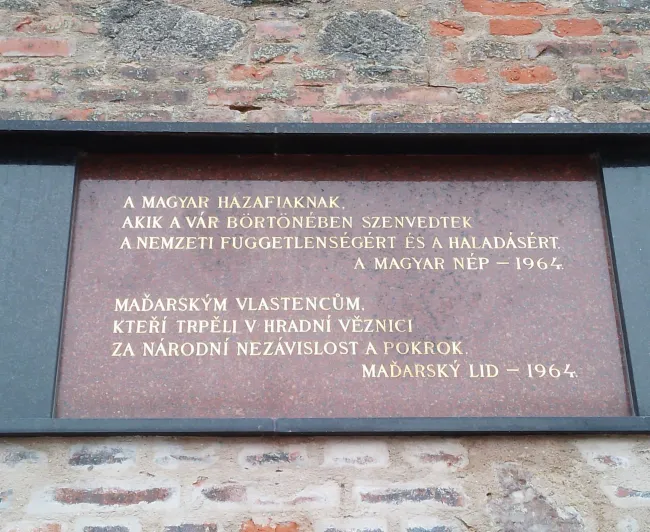 A MAGYAR HAZAFIAKNAK,
AKIK A VÁR BÖRTÖNÉBEN SZENVEDTEK
A NEMZETI FÜGGETLENSÉGÉRT ÉS A HALADÁSÉRT.
A MAGYAR NÉP – 1964.
MAĎARSKÝM VLASTENCŮM,
KTEŘÍ TRPĚLI V HRADNÍ VĚZNICI
ZA NÁRODNÍ NEZÁVISLOST A POKROK.
MAĎARSKÝ LID – 1964.